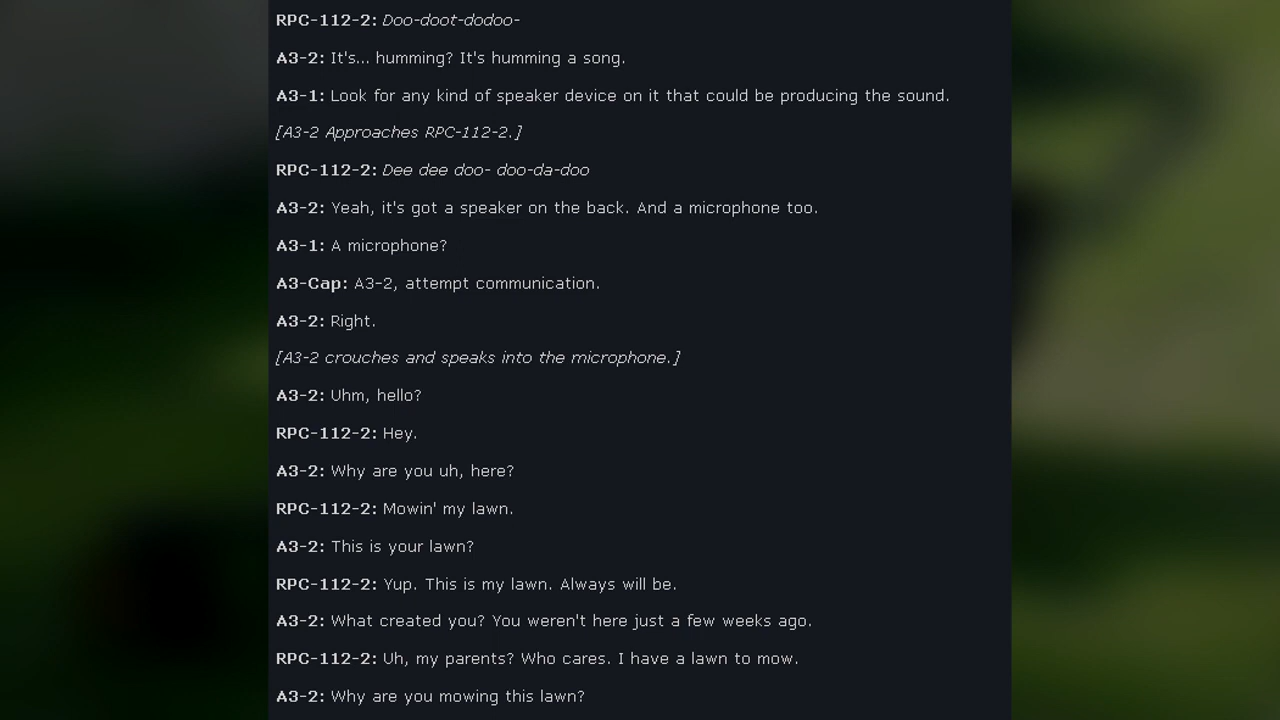 RPC-112-2: Doo-doot-dodoo-
A3-2: It's... humming? It's humming a song.
A3-1: Look for any kind of speaker device on it that could be producing the sound.
[A3-2 Approaches RPC-112-2.]
RPC-112-2: Dee dee doo- doo-da-doo
A3-2: Yeah, it's got a speaker on the back. And a microphone too.
A3-1: A microphone?
A3-Cap: A3-2, attempt communication.
A3-2: Right.
[A3-2 crouches and speaks into the microphone.]
A3-2: Uhm, hello?
RPC-112-2: Hey.
A3-2: Why are you uh, here?
RPC-112-2: Mowin' my lawn.
A3-2: This is your lawn?
RPC-112-2: Yup. This is my lawn. Always will be.
A3-2: What created you? You weren't here just a few weeks ago.
RPC-112-2: Uh, my parents? Who cares. I have a lawn to mow.
A3-2: Why are you mowing this lawn?